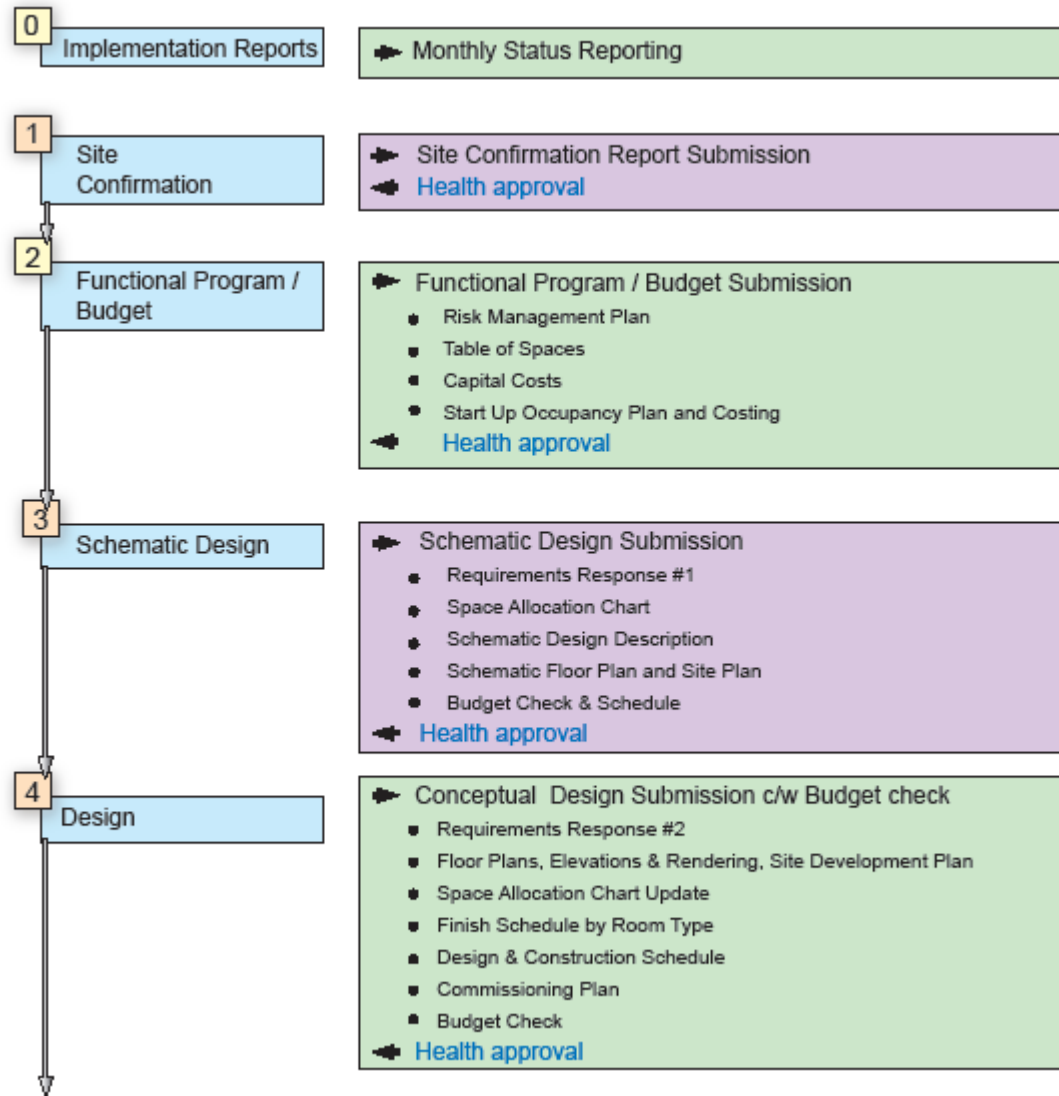 0
Implementation Reports
Monthly Status Reporting
1
Site
Confirmation
Site Confirmation Report Submission
Health approval
2
Functional Program /
Budget
Functional Program / Budget Submission
Risk Management Plan
Table of Spaces
Capital Costs
Start Up Occupancy Plan and Costing
Health approval
3
Schematic Design
Schematic Design Submission
Requirements Response #1
Space Allocation Chart
Schematic Design Description
Schematic Floor Plan and Site Plan
Budget Check & Schedule
Health approval
4
Design
Conceptual Design Submission c/w Budget check
Requirements Response #2
Floor Plans, Elevations & Rendering, Site Development Plan
Space Allocation Chart Update
Finish Schedule by Room Type
Design & Construction Schedule
Commissioning Plan
Budget Check
Health approval